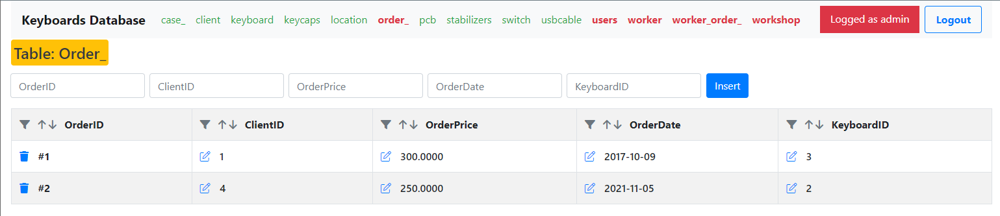 Keyboards Database case_ client keyboard keycaps location order_ pcb stabilizers switch usbcable users worker worker_order_ workshop Logged as admin Logout
Table: Order_
OrderID ClientID OrderPrice OrderDate KeyboardID Insert
OrderID ClientID OrderPrice OrderDate KeyboardID
#1 1 300.0000 2017-10-09 3
#2 4 250.0000 2021-11-05 2